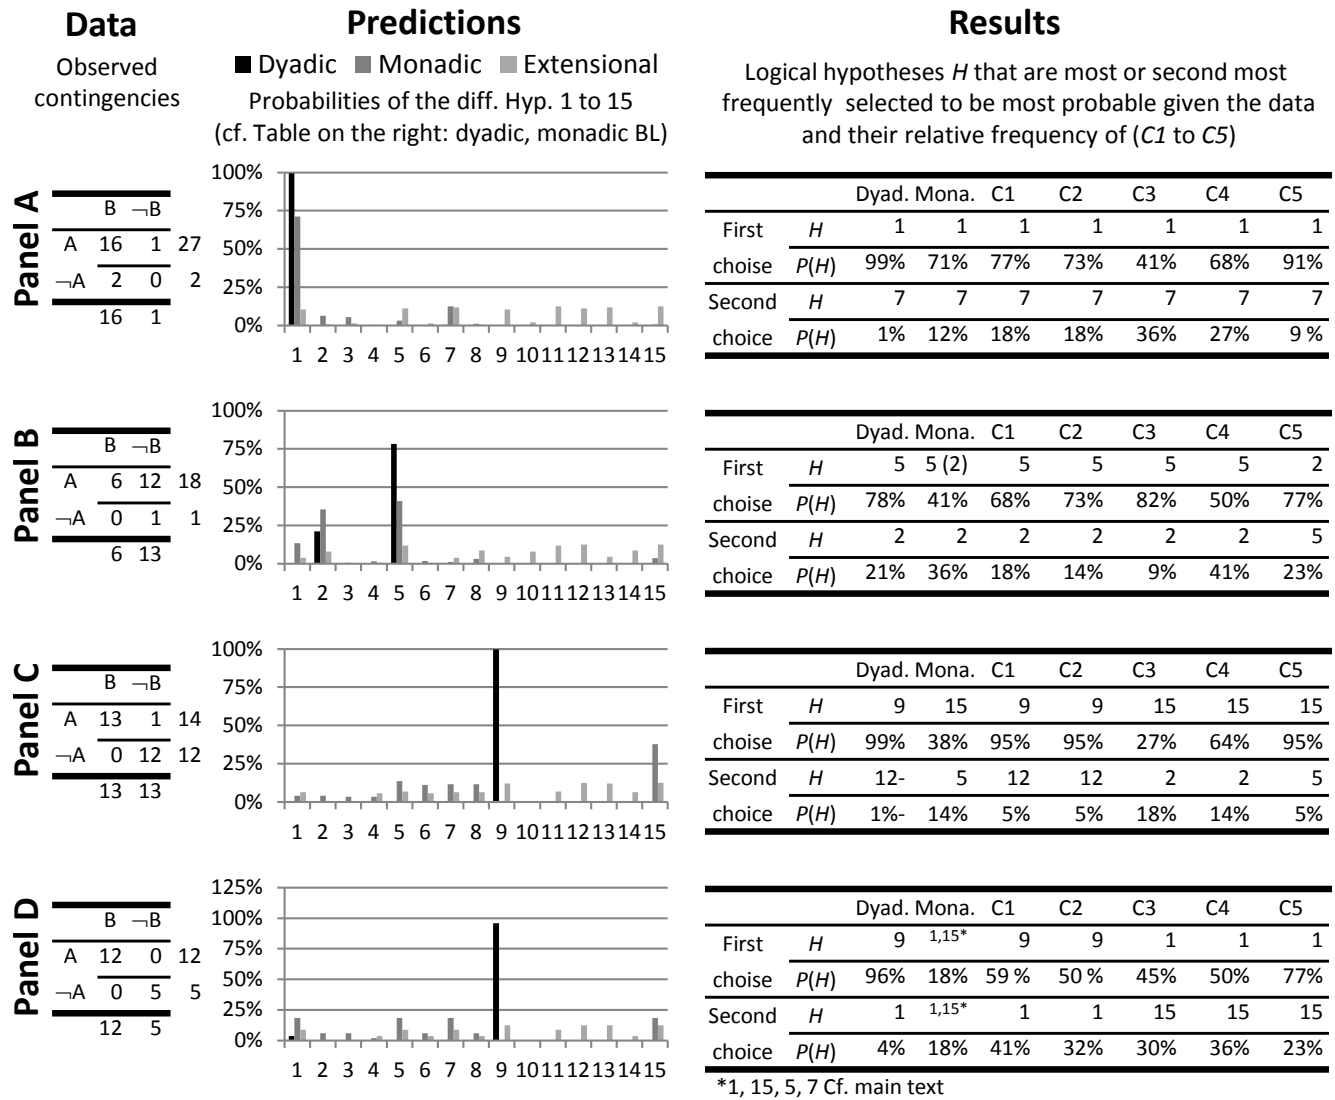 Data
Observed
contingencies
Predictions
Dyadic Monadic Extensional
Probabilities of the diff. Hyp. 1 to 15
(cf. Table on the right: dyadic, monadic BL)
Results
Logical hypotheses H that are most or second most
frequently selected to be most probable given the data
and their relative frequency of (C1 to C5)
Panel A
B ¬B
A 16 1 27
¬A 2 0 2
16 1
100%
75%
50%
25%
0%
1 2 3 4 5 6 7 8 9 10 11 12 13 14 15
Dyad. Mona. C1 C2 C3 C4 C5
First H 1 1 1 1 1 1 1
choise P(H) 99% 71% 77% 73% 41% 68% 91%
Second H 7 7 7 7 7 7 7
choice P(H) 1% 12% 18% 18% 36% 27% 9 %
Panel B
B ¬B
A 6 12 18
¬A 0 1 1
6 13
100%
75%
50%
25%
0%
1 2 3 4 5 6 7 8 9 10 11 12 13 14 15
Dyad. Mona. C1 C2 C3 C4 C5
First H 5 5 (2) 5 5 5 5 2
choise P(H) 78% 41% 68% 73% 82% 50% 77%
Second H 2 2 2 2 2 2 5
choice P(H) 21% 36% 18% 14% 9% 41% 23%
Panel C
B ¬B
A 13 1 14
¬A 0 12 12
13 13
100%
75%
50%
25%
0%
1 2 3 4 5 6 7 8 9 10 11 12 13 14 15
Dyad. Mona. C1 C2 C3 C4 C5
First H 9 15 9 9 15 15 15
choise P(H) 99% 38% 95% 95% 27% 64% 95%
Second H 12- 5 12 12 2 2 5
choice P(H) 1%- 14% 5% 5% 18% 14% 5%
Panel D
B ¬B
A 12 0 12
¬A 0 5 5
12 5
125%
100%
75%
50%
25%
0%
1 2 3 4 5 6 7 8 9 10 11 12 13 14 15
Dyad. Mona. C1 C2 C3 C4 C5
First H 9 1,15* 9 9 1 1 1
choise P(H) 96% 18% 59 % 50 % 45% 50% 77%
Second H 1 1,15* 1 1 15 15 15
choice P(H) 4% 18% 41% 32% 30% 36% 23%
*1, 15, 5, 7 Cf. main text